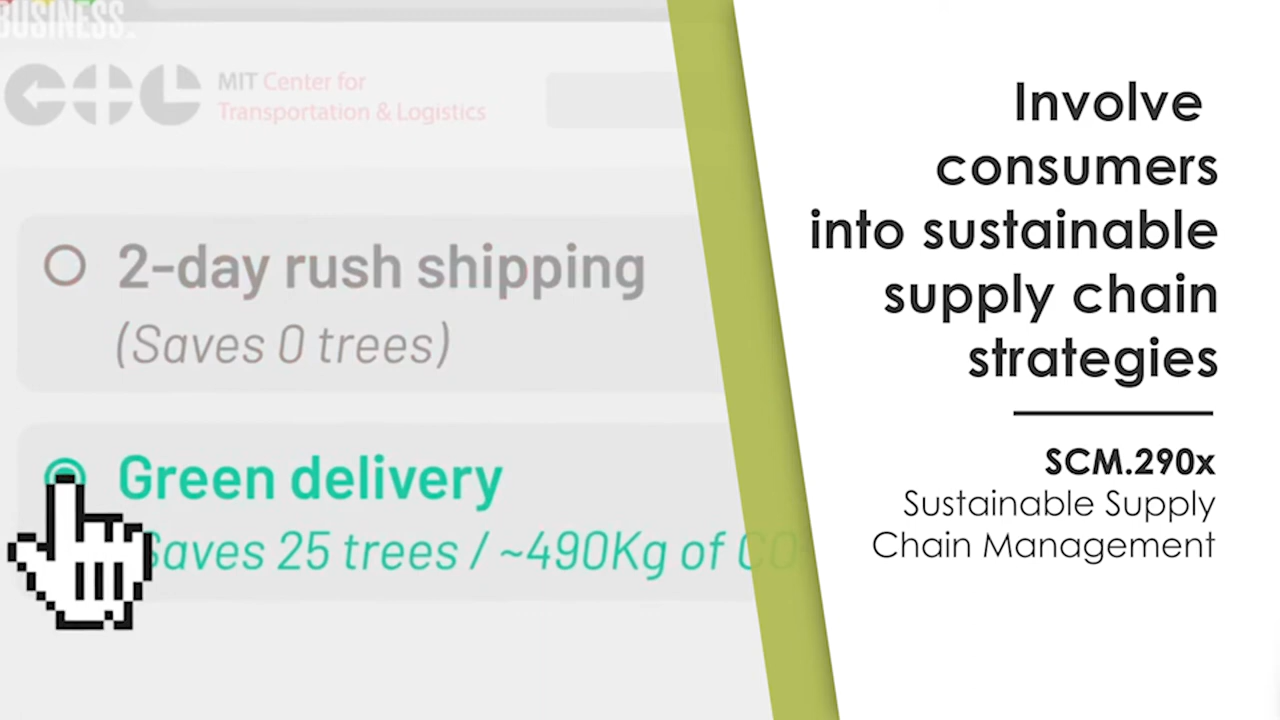 BUSINESS.
MIT Center for
Transportation & Logistics
2-day rush shipping
(Saves 0 trees)
Green delivery
Saves 25 trees / ~490Kg of CO
Involve
consumers
into sustainable
supply chain
strategies
SCM.290x
Sustainable Supply
Chain Management